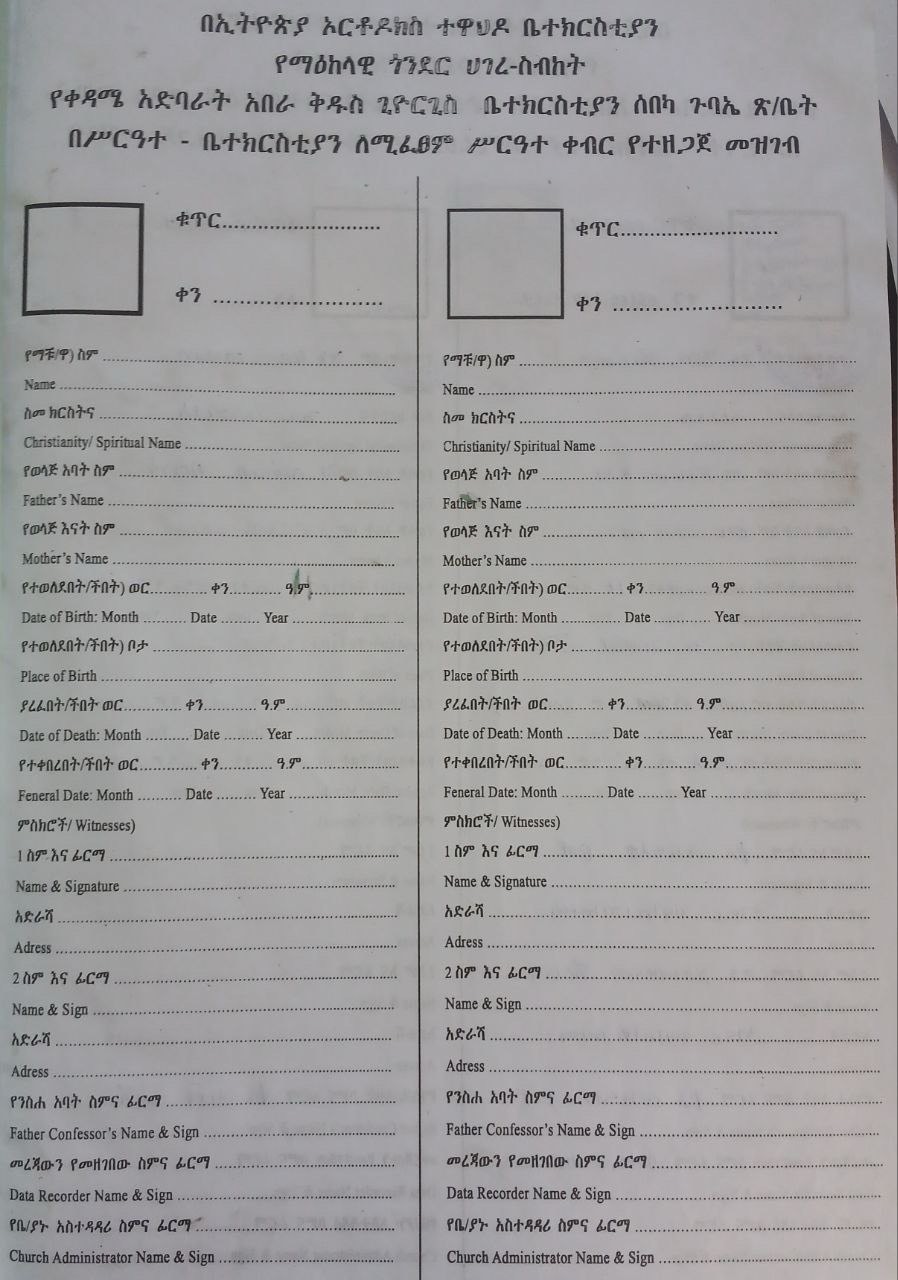 በኢትዮጵያ ኦርቶዶክስ ተዋህዶ ቤተክርስቲያን
የማዕከላዊ ጎንደር ሀገረ-ስብከት
የቀዳሜ አድባራት አበራ ቅዱስ ጊዮርጊስ ቤተክርስቲያን ሰበካ ጉባኤ ጽ/ቤት
በሥርዓተ - ቤተክርስቲያን ለሚፈፀም ሥርዓተ ቀብር የተዘጋጀ መዝገብ
ቁጥር...........................
ቀን .............................
የማቹ/ዋ) ስም .............................
Name .............................
ስመ ክርስትና .............................
Christianity/ Spiritual Name .............................
የወላጅ አባት ስም .............................
Father's Name .............................
የወላጅ እናት ስም .............................
Mother's Name .............................
የተወለደበት/ችበት) ወር............. ቀን............ ዓ.ም.....................
Date of Birth: Month .......... Date ......... Year .....................
የተወለደበት/ችበት) ቦታ .............................
Place of Birth .............................
ያረፈበት/ችበት ወር............. ቀን............. ዓ.ም.....................
Date of Death: Month .......... Date ........ Year .....................
የተቀበረበት/ችበት ወር............. ቀን............ ዓ.ም.....................
Feneral Date: Month .......... Date ......... Year .....................
ምስክሮች/ Witnesses)
1 ስም እና ፊርማ .............................
Name & Signature .............................
አድራሻ .............................
Adress .............................
2 ስም እና ፊርማ .............................
Name & Sign .............................
አድራሻ .............................
Adress .............................
የንስሐ አባት ስምና ፊርማ .............................
Father Confessor's Name & Sign .............................
መረጃውን የመዘገበው ስምና ፊርማ .............................
Data Recorder Name & Sign .............................
የቤ/ያኑ አስተዳዳሪ ስምና ፊርማ .............................
Church Administrator Name & Sign .............................
ቁጥር...........................
ቀን .............................
የማቹ/ዋ) ስም .............................
Name .............................
ስመ ክርስትና .............................
Christianity/ Spiritual Name .............................
የወላጅ አባት ስም .............................
Father's Name .............................
የወላጅ እናት ስም .............................
Mother's Name .............................
የተወለደበት/ችበት) ወር............. ቀን............. ዓ.ም.....................
Date of Birth: Month .............. Date ............. Year .....................
የተወለደበት/ችበት) ቦታ .............................
Place of Birth .............................
ያረፈበት/ችበት ወር............. ቀን............... ዓ.ም.....................
Date of Death: Month .......... Date .............. Year .....................
የተቀበረበት/ችበት ወር............. ቀን............. ዓ.ም.....................
Feneral Date: Month .......... Date .......... Year .....................
ምስክሮች/ Witnesses)
1 ስም እና ፊርማ .............................
Name & Signature .............................
አድራሻ .............................
Adress .............................
2 ስም እና ፊርማ .............................
Name & Sign .............................
አድራሻ .............................
Adress .............................
የንስሐ አባት ስምና ፊርማ .............................
Father Confessor's Name & Sign .............................
መረጃውን የመዘገበው ስምና ፊርማ .............................
Data Recorder Name & Sign .............................
የቤ/ያኑ አስተዳዳሪ ስምና ፊርማ .............................
Church Administrator Name & Sign .............................